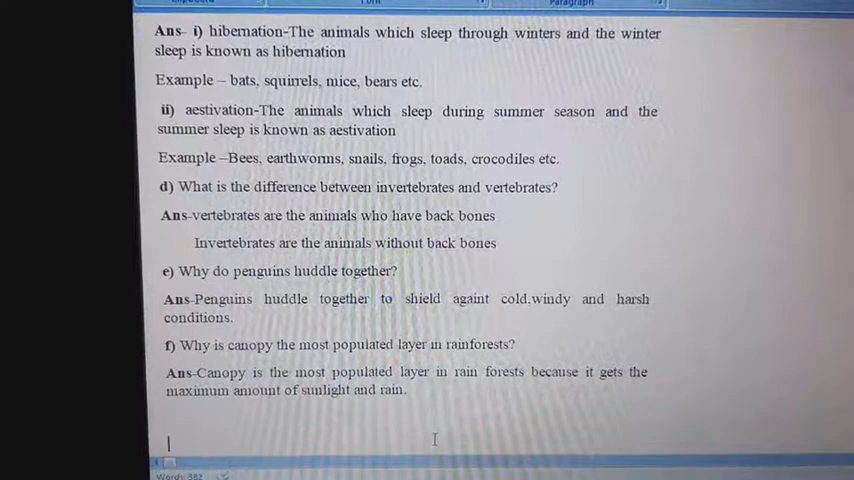 Paragraph
Ans- i) hibernation-The animals which sleep through winters and the winter
sleep is known as hibernation
Example – bats, squirrels, mice, bears etc.
ii) aestivation-The animals which sleep during summer season and the
summer sleep is known as aestivation
Example –Bees, earthworms, snails, frogs, toads, crocodiles etc.
d) What is the difference between invertebrates and vertebrates?
Ans-vertebrates are the animals who have back bones
Invertebrates are the animals without back bones
e) Why do penguins huddle together?
Ans-Penguins huddle together to shield againt cold.windy and harsh
conditions.
f) Why is canopy the most populated layer in rainforests?
Ans-Canopy is the most populated layer in rain forests because it gets the
maximum amount of sunlight and rain.
Words: 382